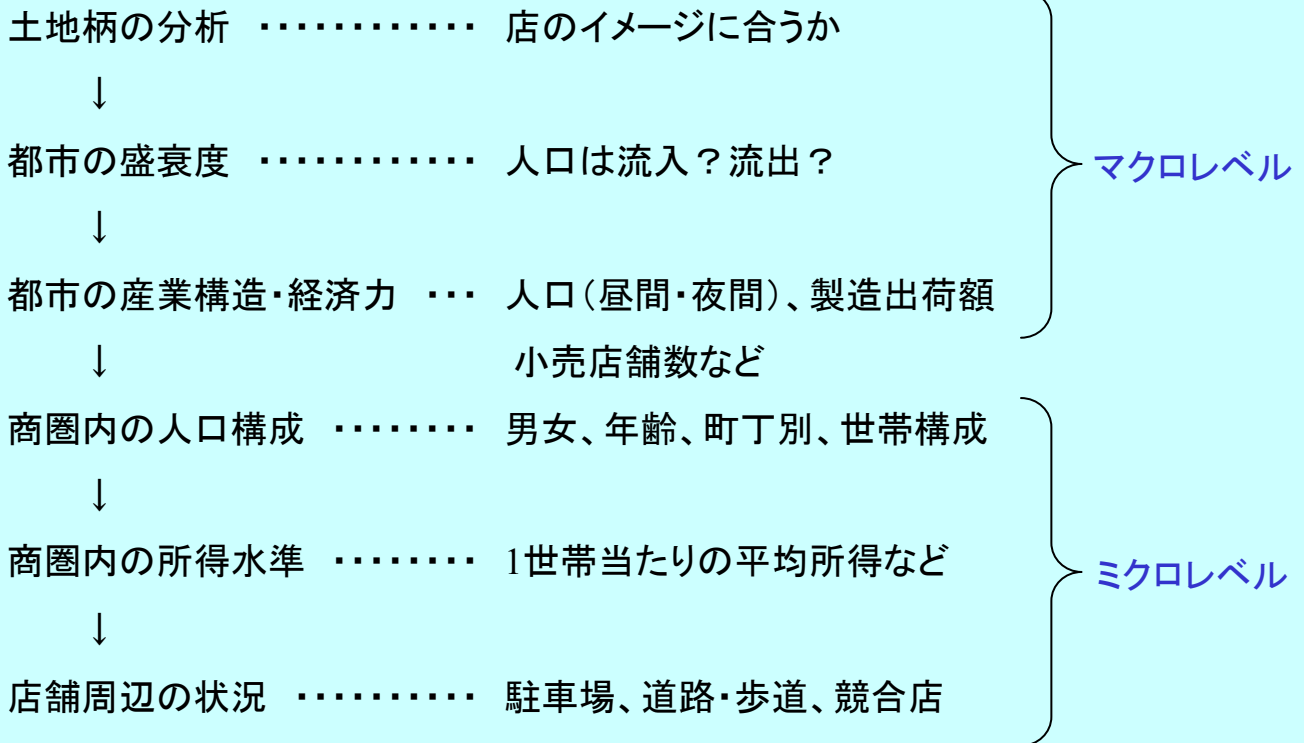 土地柄の分析 ・・・・・・・・・・・・ 店のイメージに合うか
↓
都市の盛衰度 ・・・・・・・・・・・・ 人口は流入？流出？
マクロレベル
↓
都市の産業構造・経済力 ・・・ 人口（昼間・夜間）、製造出荷額
↓ 小売店舗数など
商圏内の人口構成 ・・・・・・・・ 男女、年齢、町丁別、世帯構成
↓
商圏内の所得水準 ・・・・・・・・ 1世帯当たりの平均所得など
ミクロレベル
↓
店舗周辺の状況 ・・・・・・・・・・ 駐車場、道路・歩道、競合店